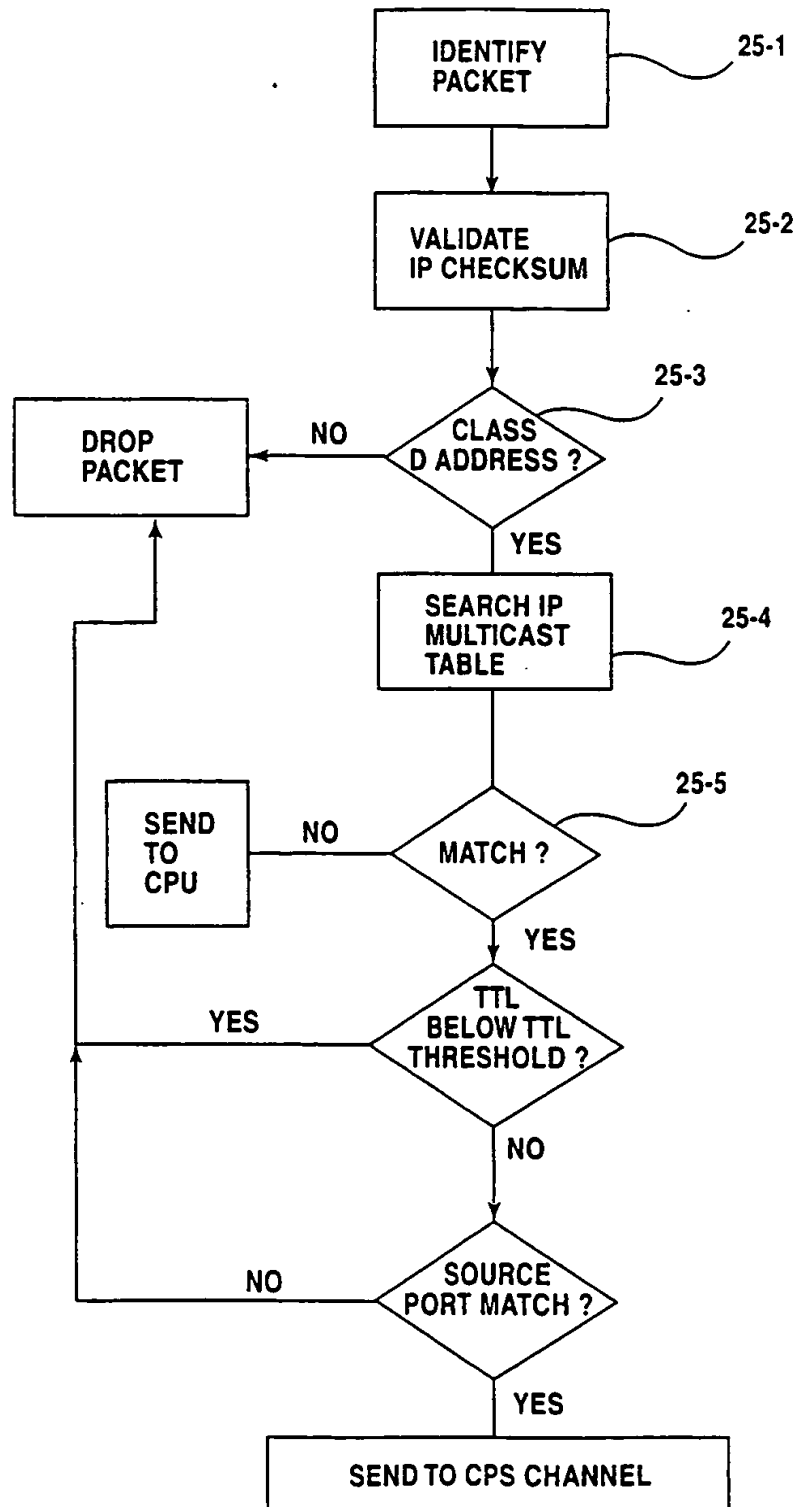 IDENTIFY
PACKET
25-1
VALIDATE
IP CHECKSUM
25-2
25-3
CLASS
D ADDRESS ?
NO
DROP
PACKET
YES
SEARCH IP
MULTICAST
TABLE
25-4
25-5
MATCH ?
NO
SEND
TO
CPU
YES
TTL
BELOW TTL
THRESHOLD ?
YES
NO
SOURCE
PORT MATCH ?
NO
YES
SEND TO CPS CHANNEL